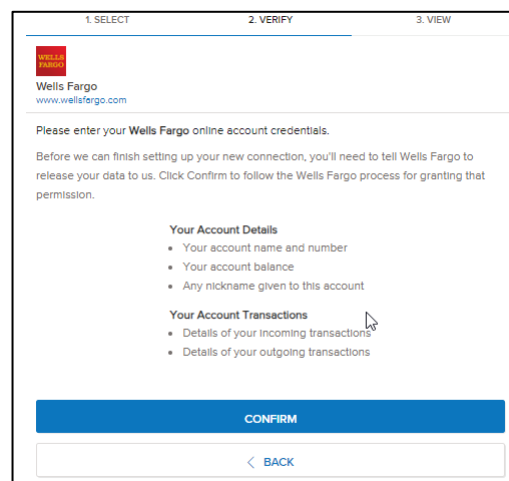 1. SELECT 2. VERIFY 3. VIEW
WELLS
FARGO
Wells Fargo
www.wellsfargo.com
Please enter your Wells Fargo online account credentials.
Before we can finish setting up your new connection, you'll need to tell Wells Fargo to
release your data to us. Click Confirm to follow the Wells Fargo process for granting that
permission.
Your Account Details
• Your account name and number
• Your account balance
• Any nickname given to this account
Your Account Transactions
• Details of your incoming transactions
• Details of your outgoing transactions
CONFIRM
< BACK